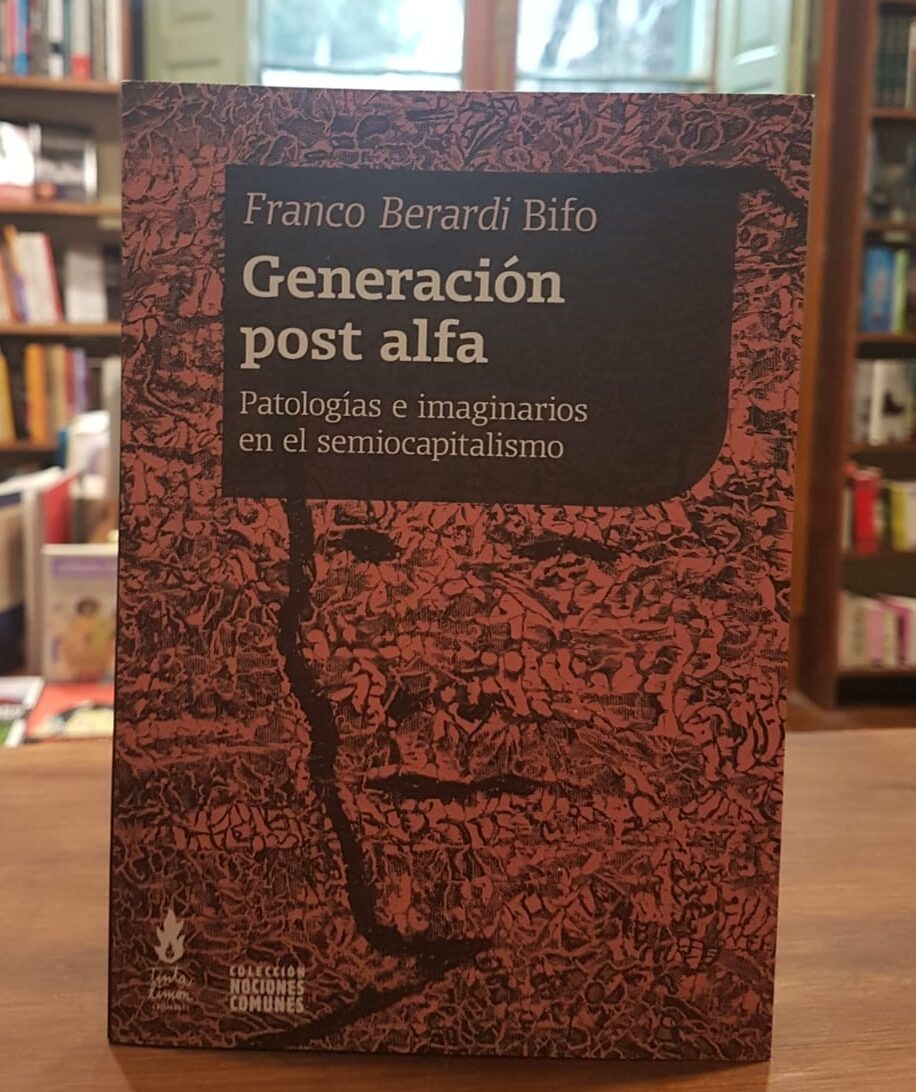 Franco Berardi Bifo
Generación
post alfa
Patologías e imaginarios
en el semiocapitalismo
tinta
limón
COLECCIÓN
NOCIONES
COMUNES